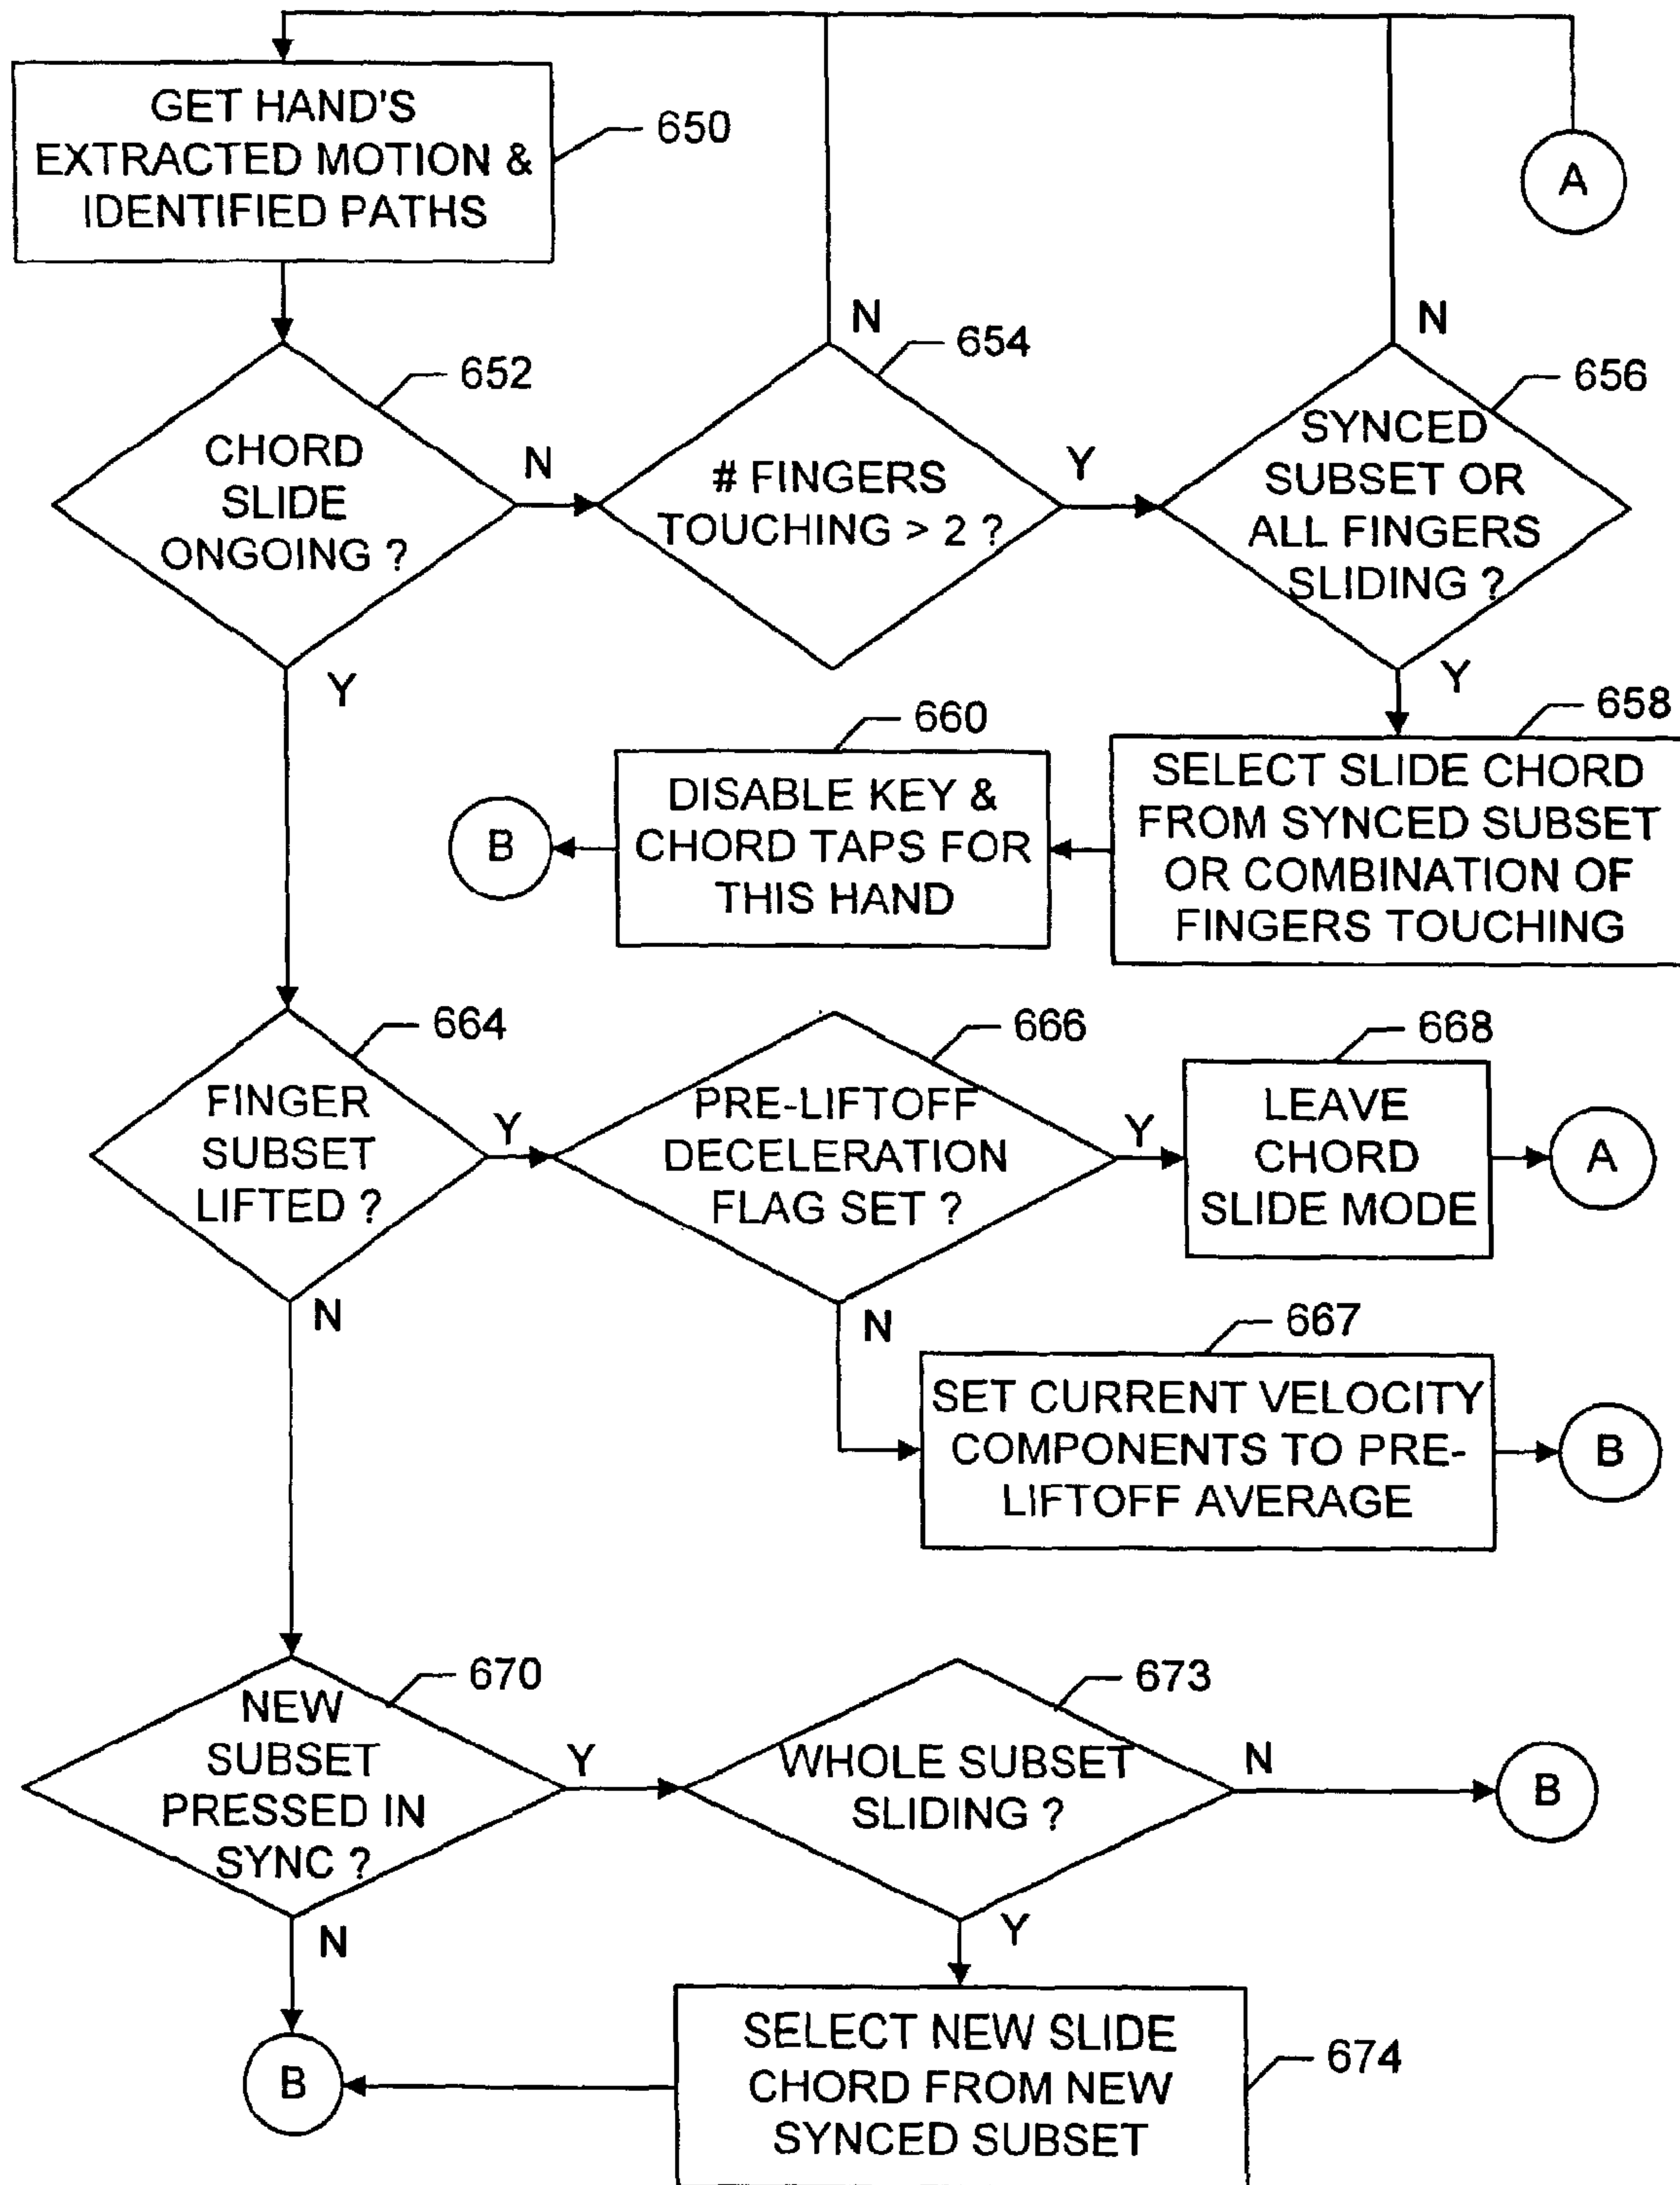 GET HAND'S
EXTRACTED MOTION &
IDENTIFIED PATHS
650
A
CHORD
SLIDE
ONGOING ?
652
N
Y
# FINGERS
TOUCHING > 2 ?
654
N
Y
SYNCED
SUBSET OR
ALL FINGERS
SLIDING ?
656
N
Y
SELECT SLIDE CHORD
FROM SYNCED SUBSET
OR COMBINATION OF
FINGERS TOUCHING
658
DISABLE KEY &
CHORD TAPS FOR
THIS HAND
660
B
FINGER
SUBSET
LIFTED ?
664
Y
N
PRE-LIFTOFF
DECELERATION
FLAG SET ?
666
Y
N
LEAVE
CHORD
SLIDE MODE
668
A
SET CURRENT VELOCITY
COMPONENTS TO PRE-
LIFTOFF AVERAGE
667
B
NEW
SUBSET
PRESSED IN
SYNC ?
670
Y
N
WHOLE SUBSET
SLIDING ?
673
N
B
Y
SELECT NEW SLIDE
CHORD FROM NEW
SYNCED SUBSET
674
B